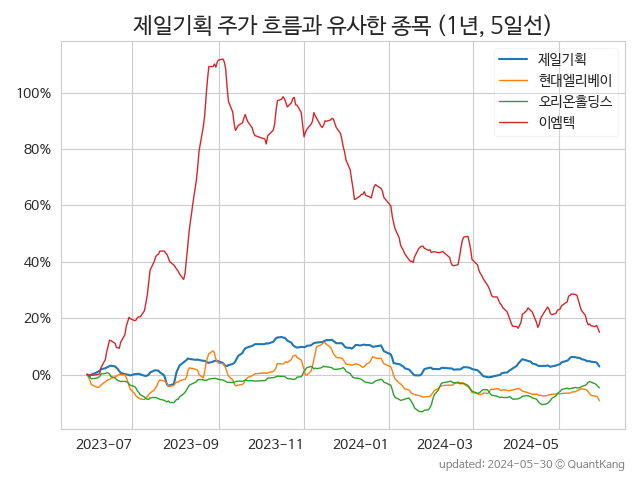 제일기획 주가 흐름과 유사한 종목 (1년, 5일선)
제일기획
현대엘리베이
오리온홀딩스
이엠텍
100%
80%
60%
40%
20%
0%
2023-07 2023-09 2023-11 2024-01 2024-03 2024-05
updated: 2024-05-30 © QuantKang